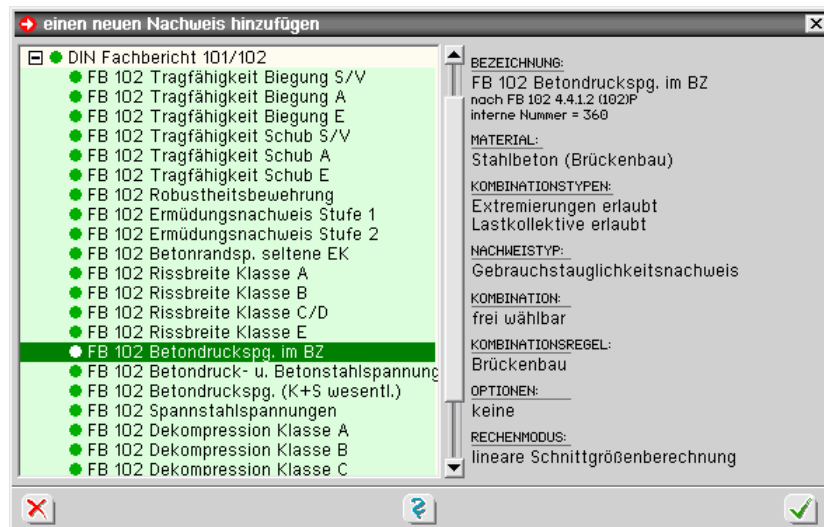 einen neuen Nachweis hinzufügen
DIN Fachbericht 101/102
FB 102 Tragfähigkeit Biegung S/V
FB 102 Tragfähigkeit Biegung A
FB 102 Tragfähigkeit Biegung E
FB 102 Tragfähigkeit Schub S/V
FB 102 Tragfähigkeit Schub A
FB 102 Tragfähigkeit Schub E
FB 102 Robustheitsbewehrung
FB 102 Ermüdungsnachweis Stufe 1
FB 102 Ermüdungsnachweis Stufe 2
FB 102 Betonrandsp. seltene EK
FB 102 Rissbreite Klasse A
FB 102 Rissbreite Klasse B
FB 102 Rissbreite Klasse C/D
FB 102 Rissbreite Klasse E
FB 102 Betondruckspg. im BZ
FB 102 Betondruck- u. Betonstahlspannung
FB 102 Betondruckspg. (K+S wesentl.)
FB 102 Spannstahlspannungen
FB 102 Dekompression Klasse A
FB 102 Dekompression Klasse B
FB 102 Dekompression Klasse C
BEZEICHNUNG:
FB 102 Betondruckspg. im BZ
nach FB 102 4.4.1.2 (102)P
interne Nummer = 360
MATERIAL:
Stahlbeton (Brückenbau)
KOMBINATIONSTYPEN:
Extremierungen erlaubt
Lastkollektive erlaubt
NACHWEISTYP:
Gebrauchstauglichkeitsnachweis
KOMBINATION:
frei wählbar
KOMBINATIONSREGEL:
Brückenbau
OPTIONEN:
keine
RECHENMODUS:
lineare Schnittgrößenberechnung